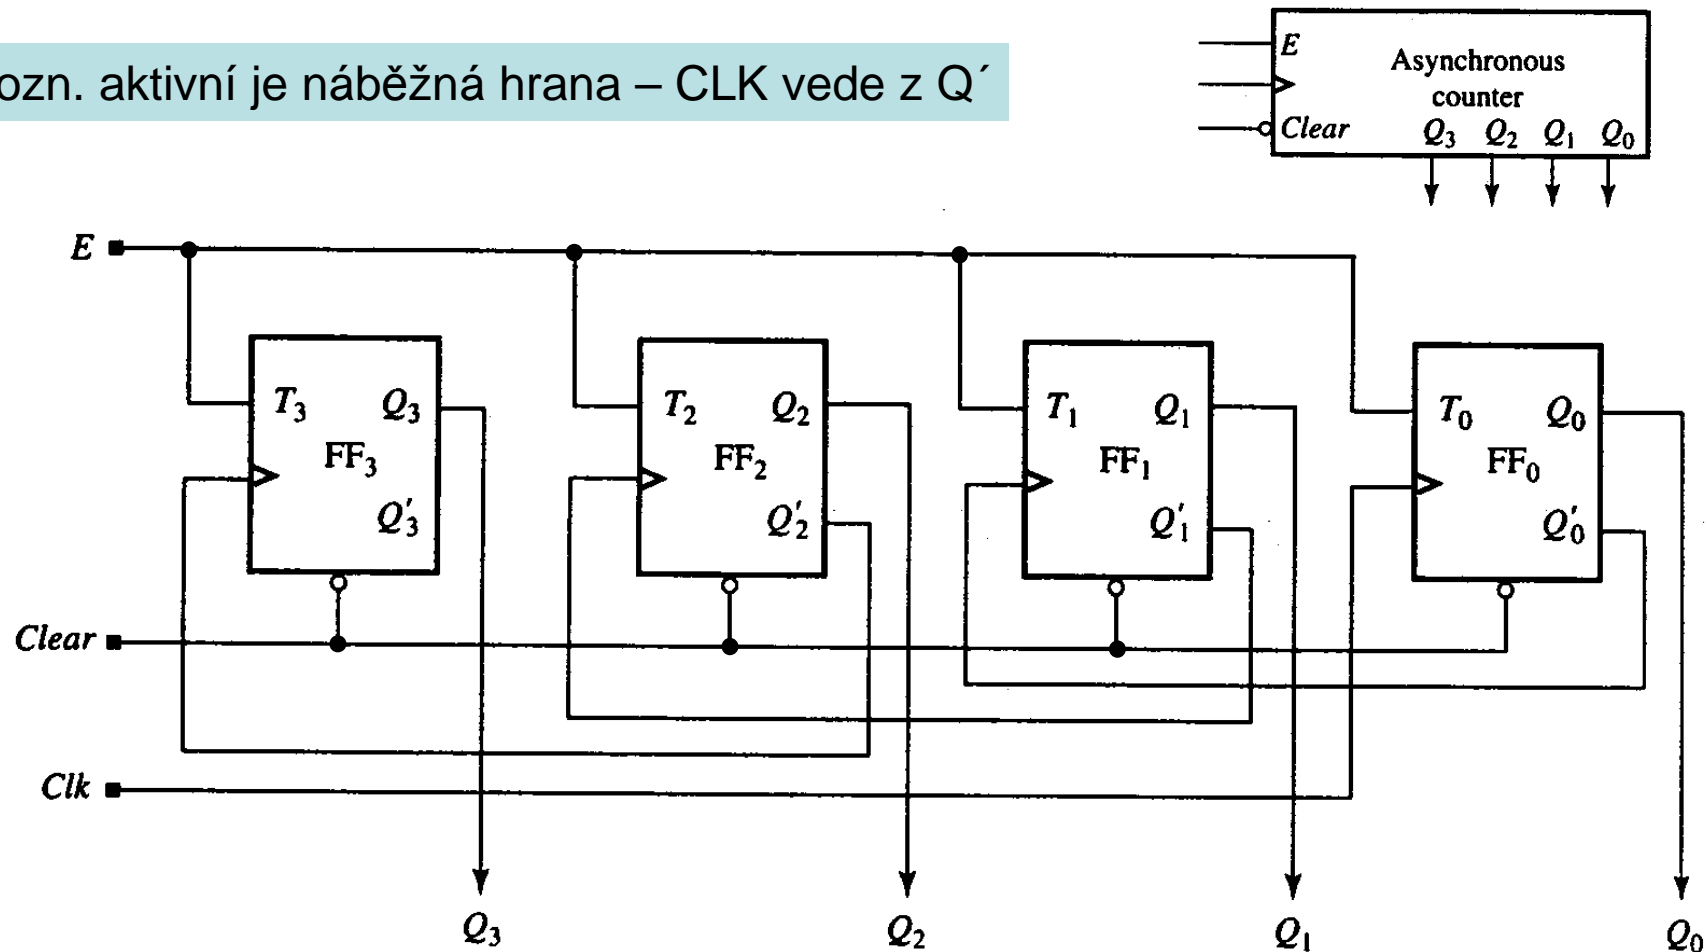 ozn. aktivní je náběžná hrana – CLK vede z Q´
E
Asynchronous
counter
Clear Q3 Q2 Q1 Q0
E
T3 Q3
FF3
Q'3
T2 Q2
FF2
Q'2
T1 Q1
FF1
Q'1
T0 Q0
FF0
Q'0
Clear
Clk
Q3 Q2 Q1 Q0